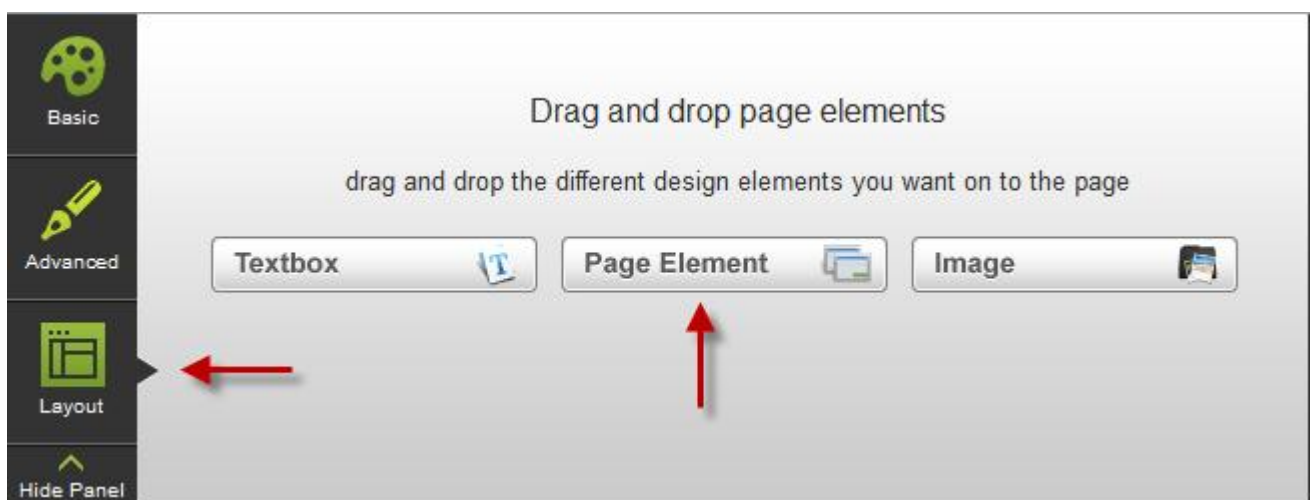 Basic
Advanced
Layout
Hide Panel
Drag and drop page elements
drag and drop the different design elements you want on to the page
Textbox
Page Element
Image